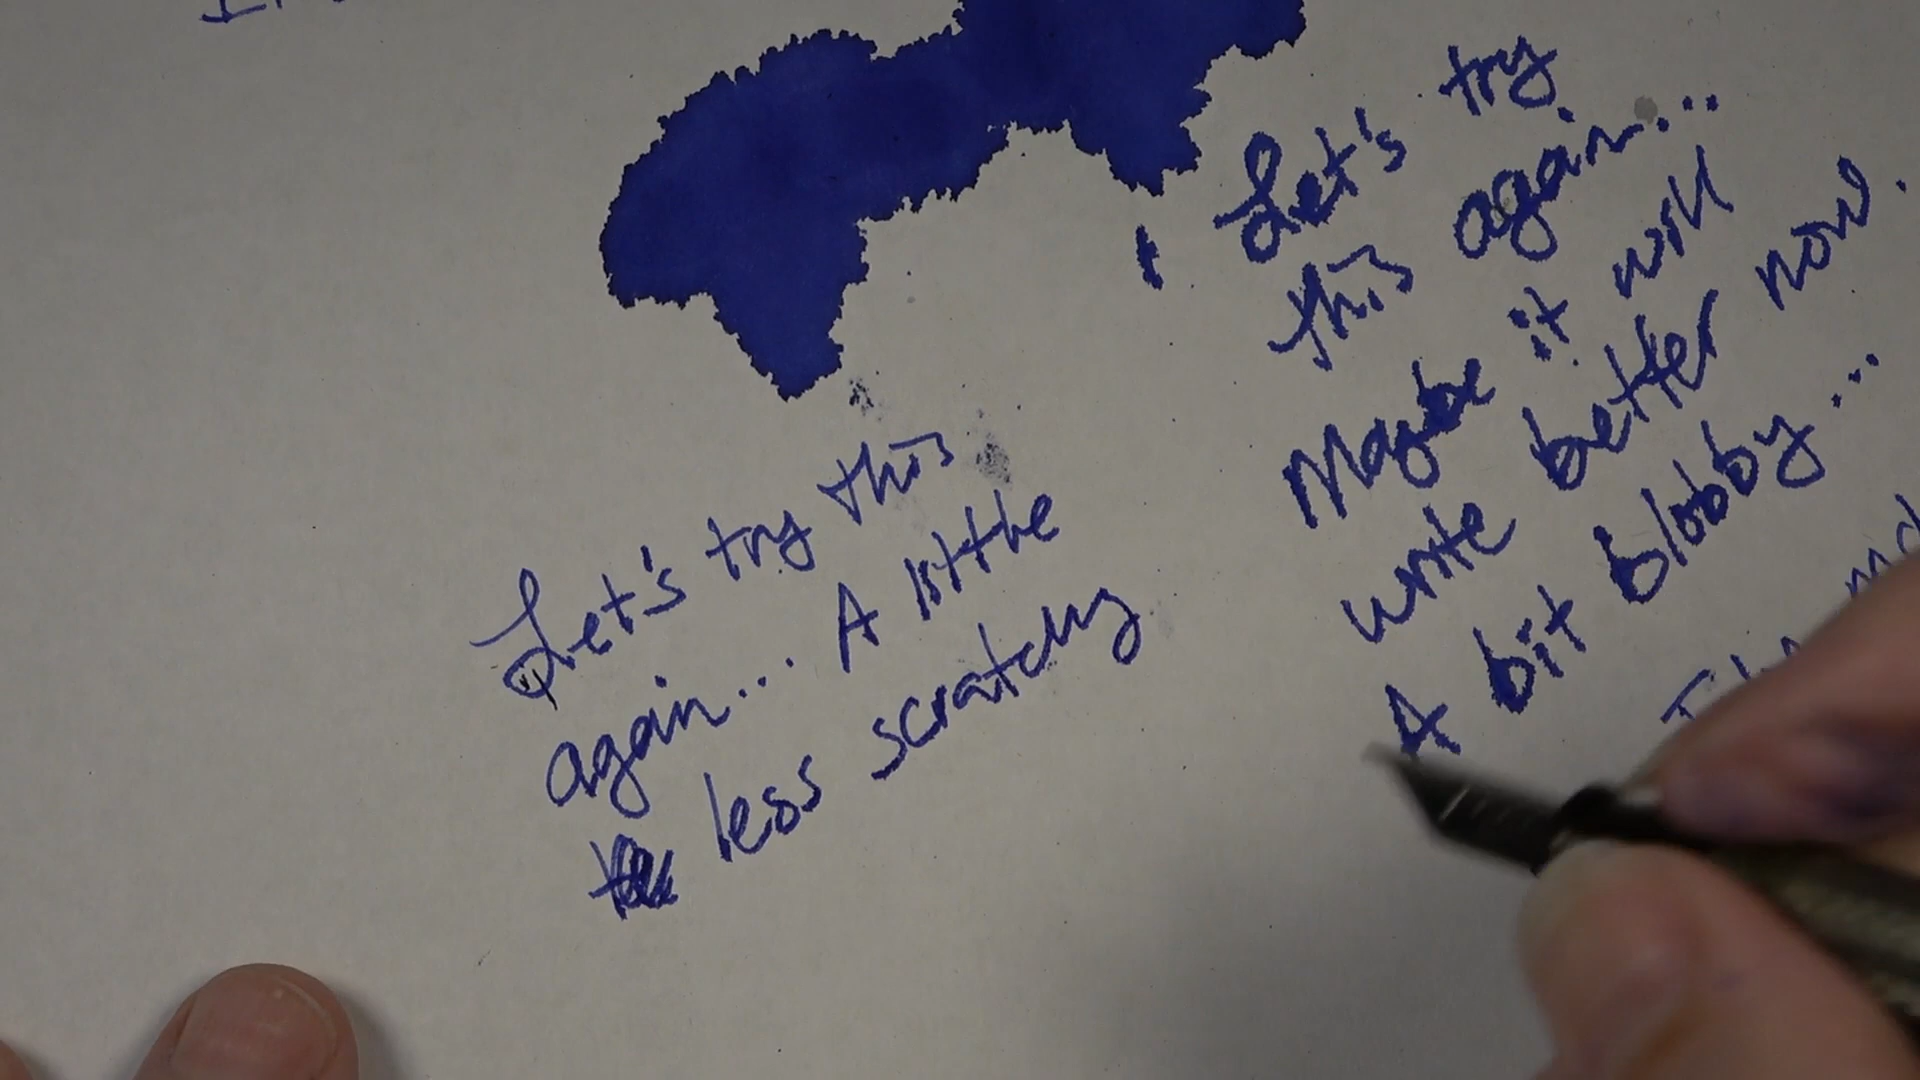 Let's try
this again...
Maybe it will
write better now.
A bit blobby...
Let's try this
again... A little
less scratchy